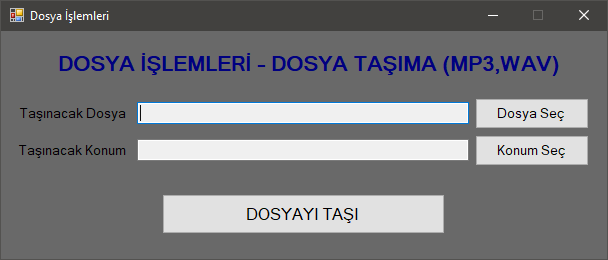 Dosya İşlemleri
DOSYA İŞLEMLERİ - DOSYA TAŞIMA (MP3,WAV)
Taşınacak Dosya
Dosya Seç
Taşınacak Konum
Konum Seç
DOSYAYI TAŞI